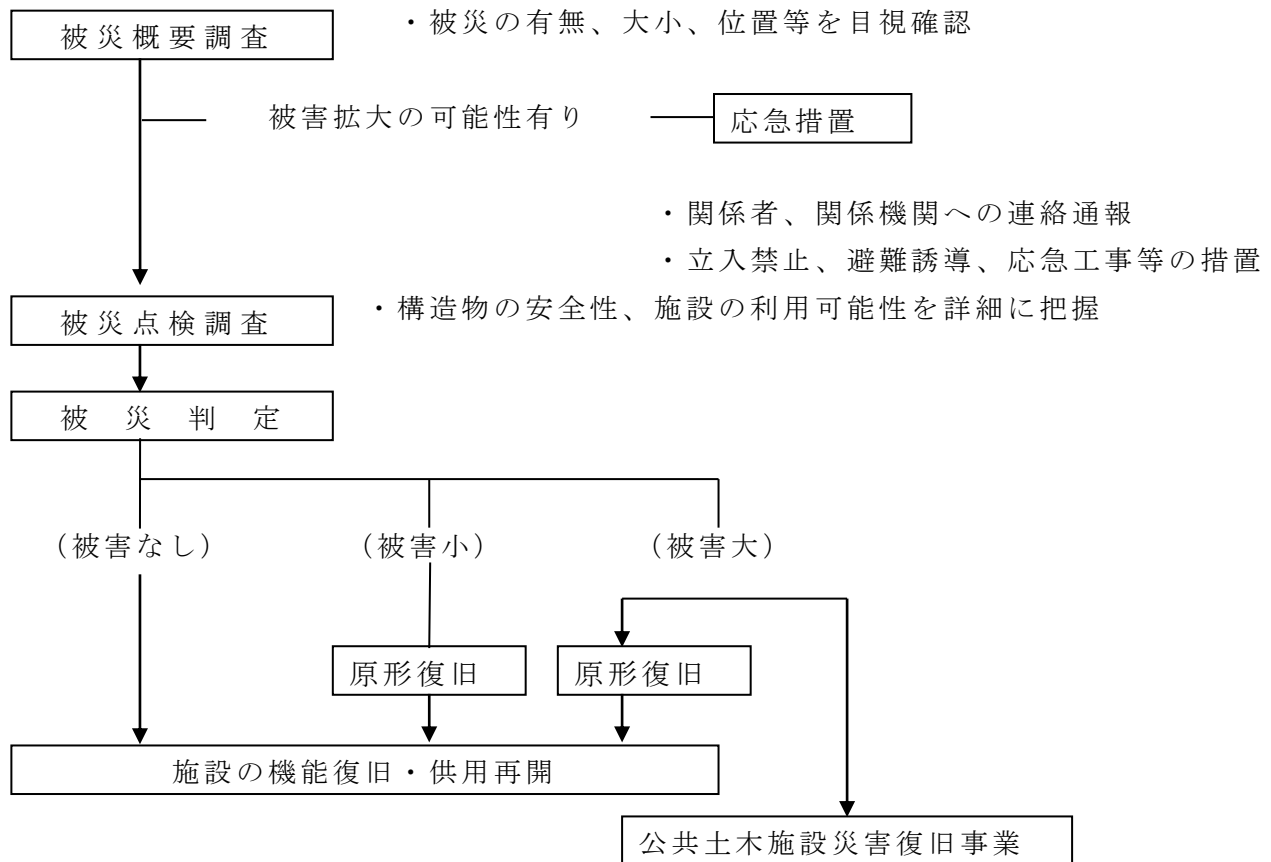 ・被災の有無、大小、位置等を目視確認
被災概要調査
被害拡大の可能性有り
応急措置
・関係者、関係機関への連絡通報
・立入禁止、避難誘導、応急工事等の措置
被災点検調査
・構造物の安全性、施設の利用可能性を詳細に把握
被災判定
(被害なし)
(被害小)
(被害大)
原形復旧
原形復旧
施設の機能復旧・供用再開
公共土木施設災害復旧事業